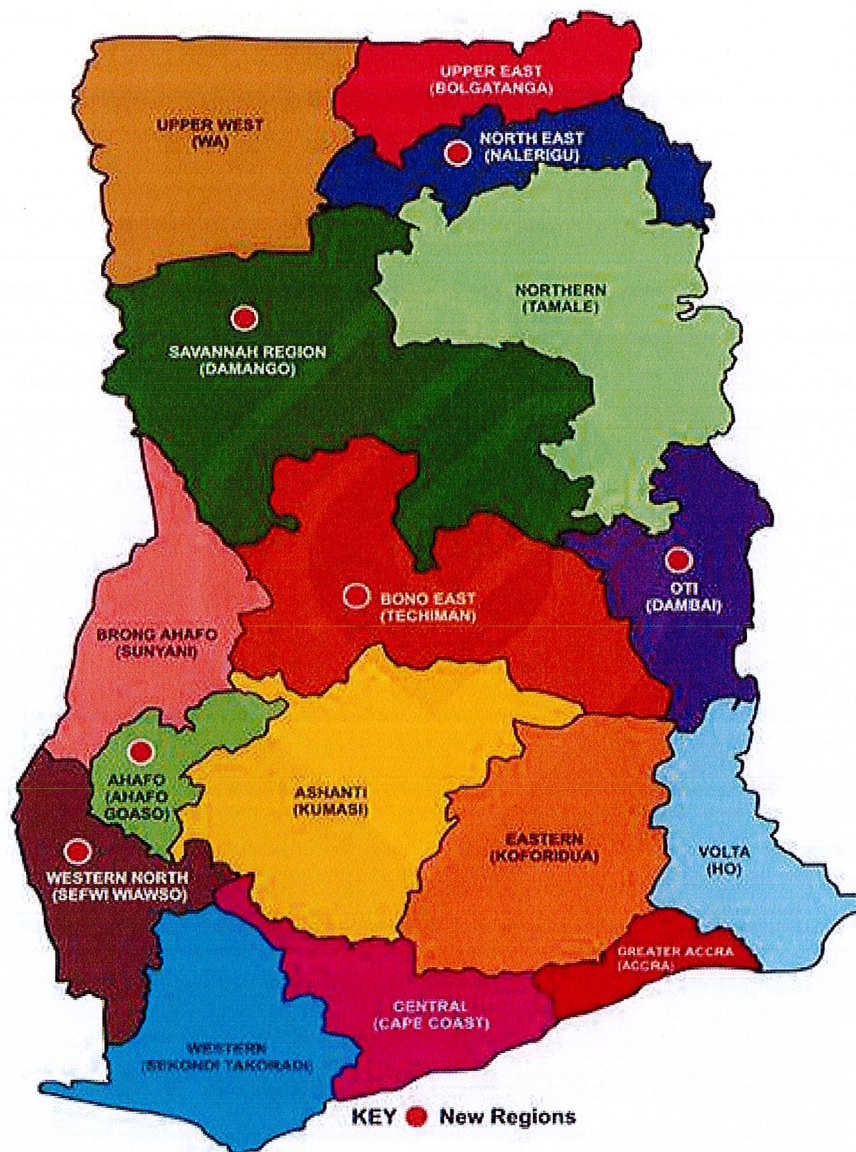 UPPER EAST
(BOLGATANGA)
UPPER WEST
(WA)
NORTH EAST
(NALERIGU)
NORTHERN
(TAMALE)
SAVANNAH REGION
(DAMANGO)
OTI
(DAMBAI)
BONO EAST
(TECHIMAN)
BRONG AHAFO
(SUNYANI)
AHAFO
(AHAFO
GOASO)
ASHANTI
(KUMASI)
EASTERN
(KOFORIDUA)
VOLTA
(HO)
WESTERN NORTH
(SEFWI WIAWSO)
GREATER ACCRA
(ACCRA)
CENTRAL
(CAPE COAST)
WESTERN
(SEKONDI TAKORADI)
KEY New Regions